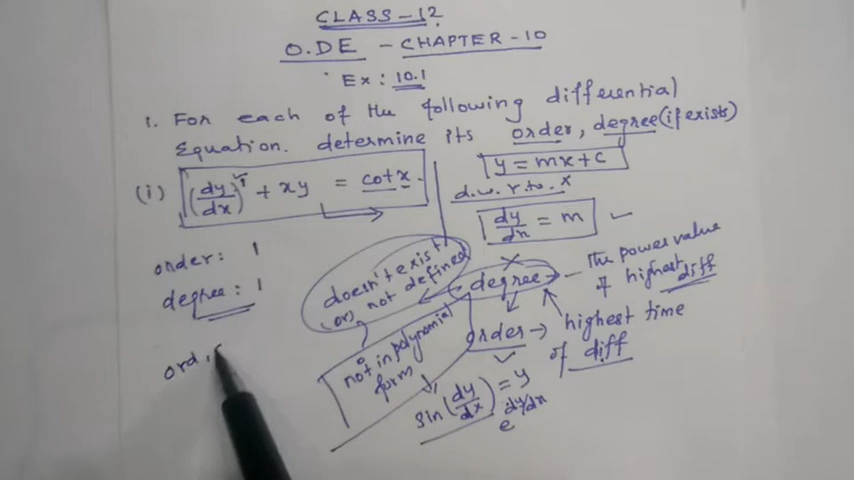 CLASS-12
O.DE - CHAPTER-10
Ex: 10.1
1. For each of the following differential
Equation. determine its order, degree (if exists)
(i) (dy/dx)^1 + xy = cot x.
y = mx + c
d.w.r.to x
dy/dx = m
order: 1
degree: 1
doesn't exist
(or) not defined
degree - the power value
of highest diff
order → highest time
of diff
not in polynomial
form
sin(dy/dx) = y
e^dy/dx
ord, d